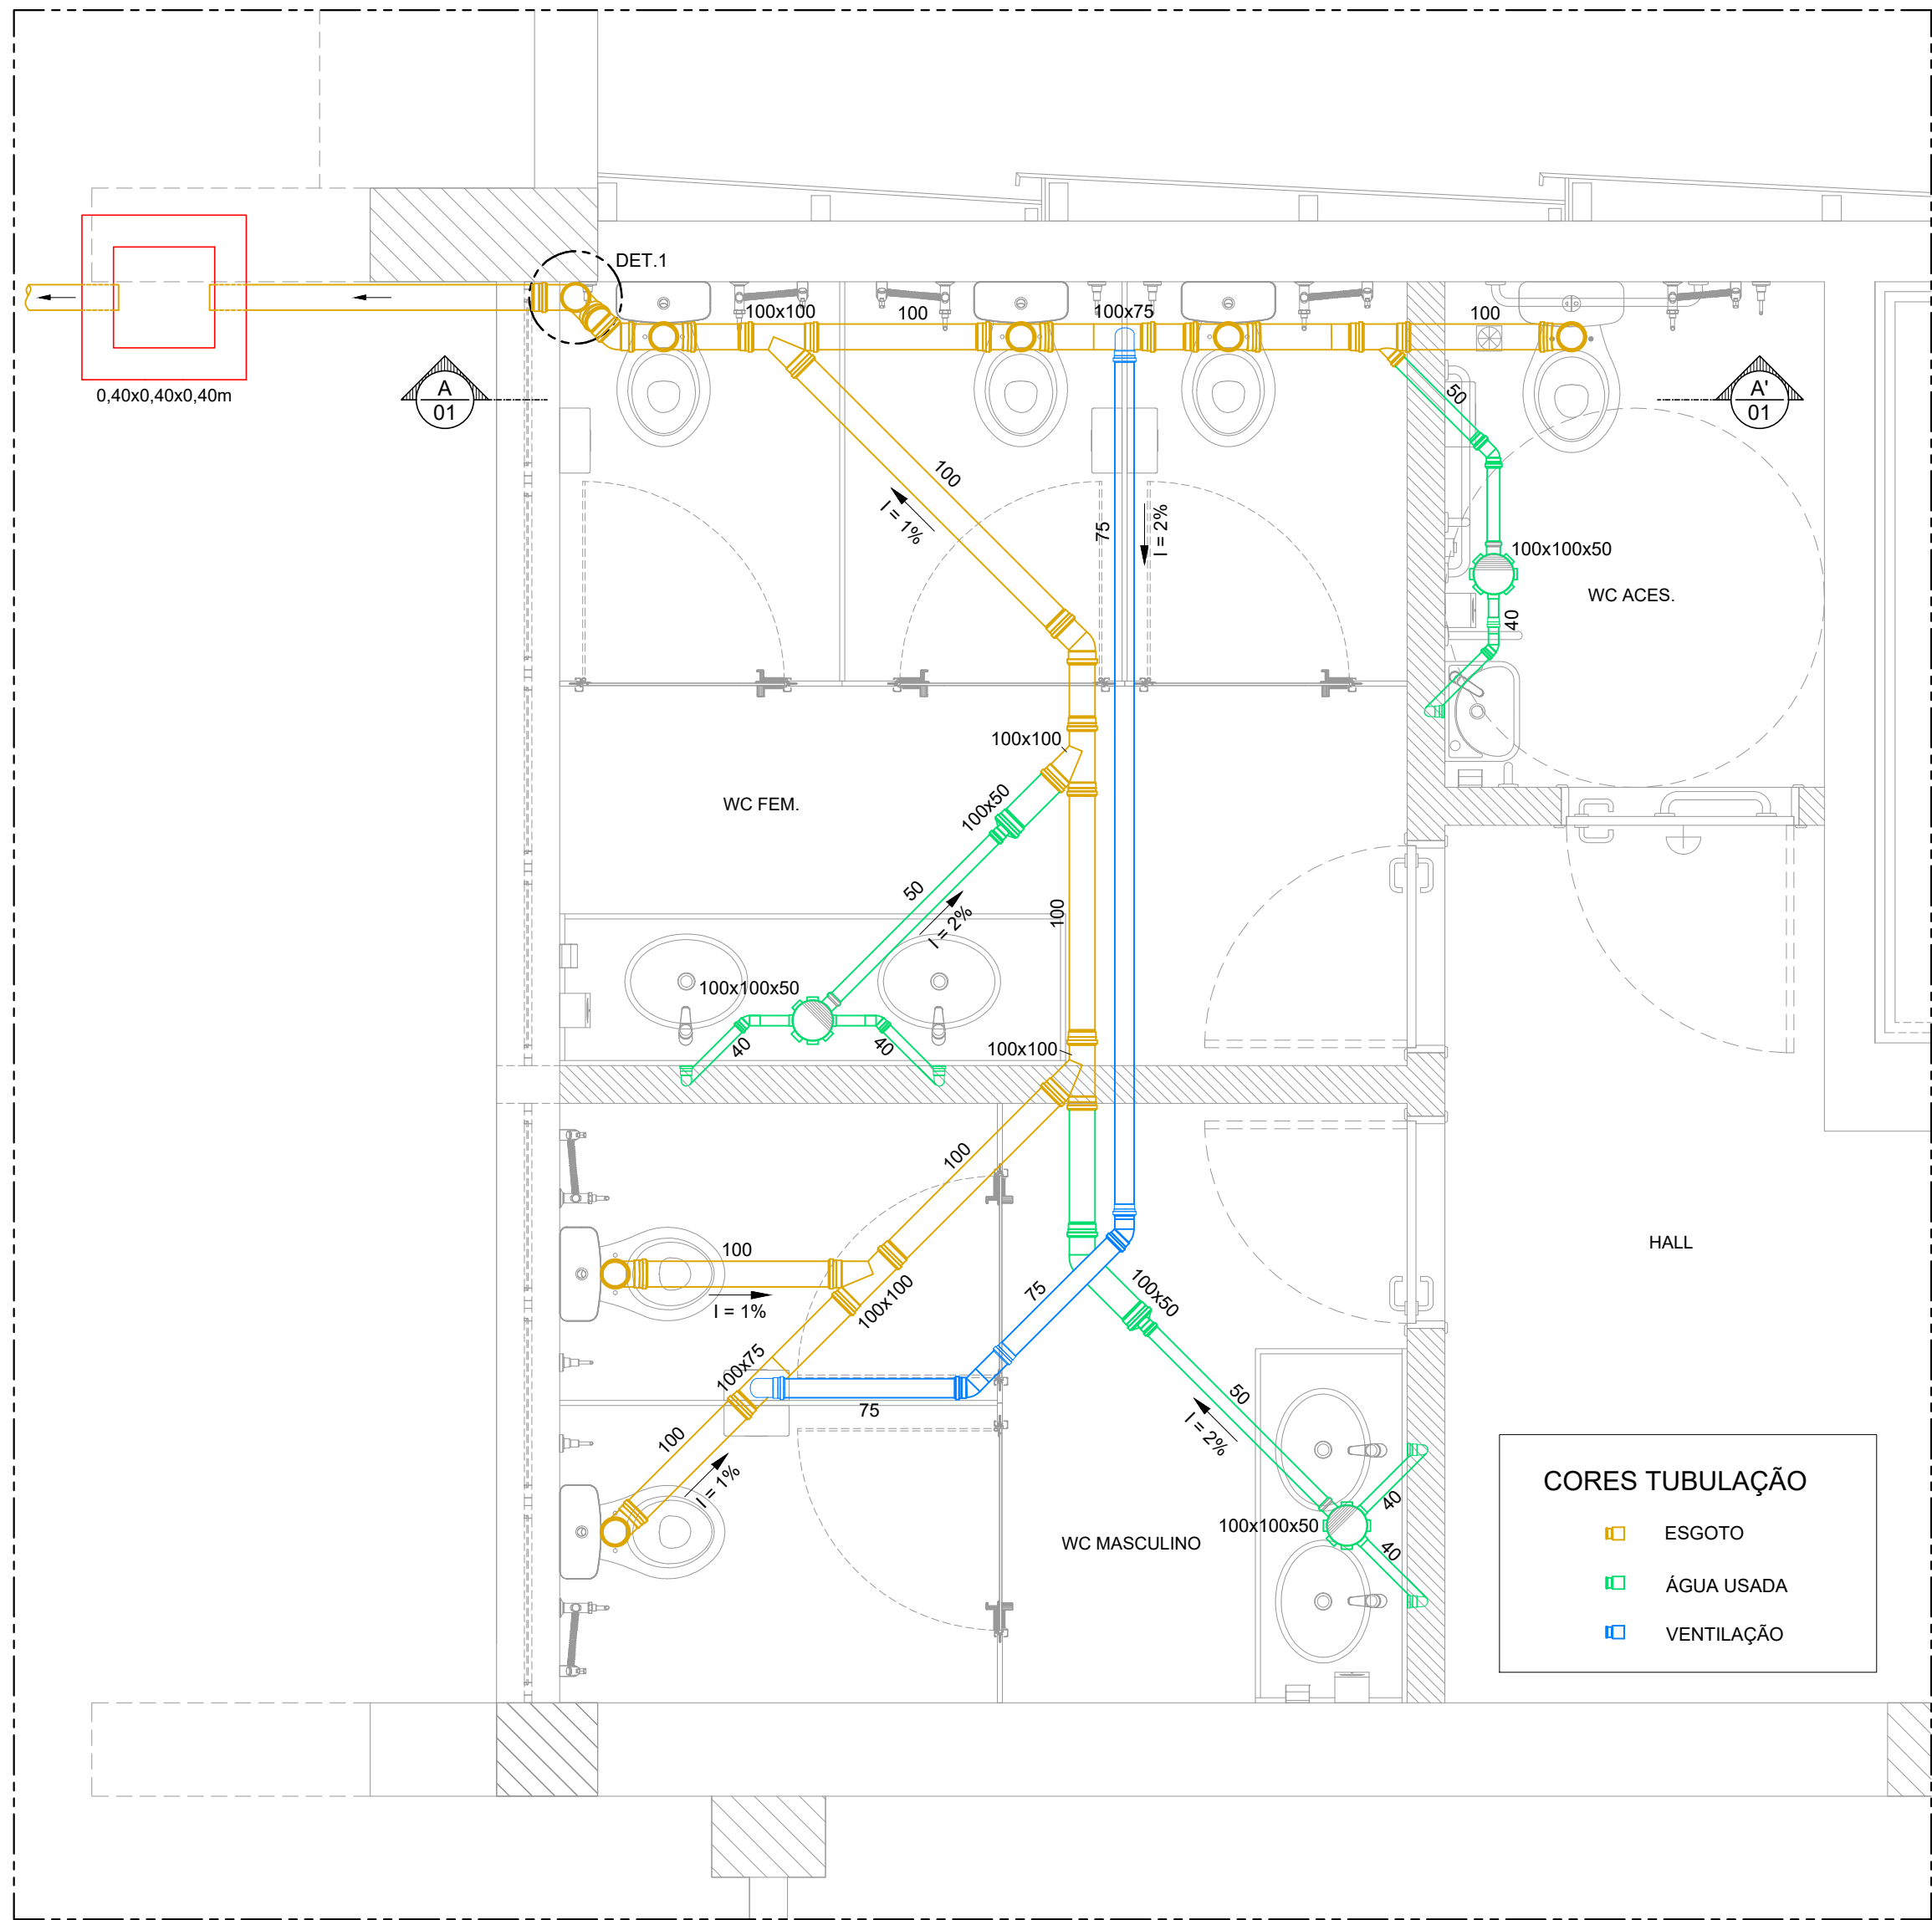 DET.1
100x100
100
100x75
100
0,40x0,40x0,40m
A
01
A'
01
50
100
I = 1%
75
I = 2%
100x100x50
WC ACES.
40
100x100
WC FEM.
100x50
50
I = 2%
100
100x100x50
40
40
100x100
100
100
I = 1%
100x100
HALL
75
100x50
100x75
75
100
I = 1%
50
I = 2%
40
100x100x50
40
WC MASCULINO
CORES TUBULAÇÃO
ESGOTO
ÁGUA USADA
VENTILAÇÃO